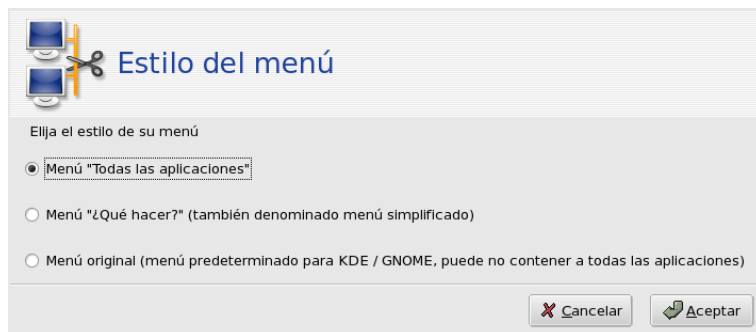 Estilo del menú
Elija el estilo de su menú
Menú "Todas las aplicaciones"
Menú "¿Qué hacer?" (también denominado menú simplificado)
Menú original (menú predeterminado para KDE / GNOME, puede no contener a todas las aplicaciones)
Cancelar
Aceptar